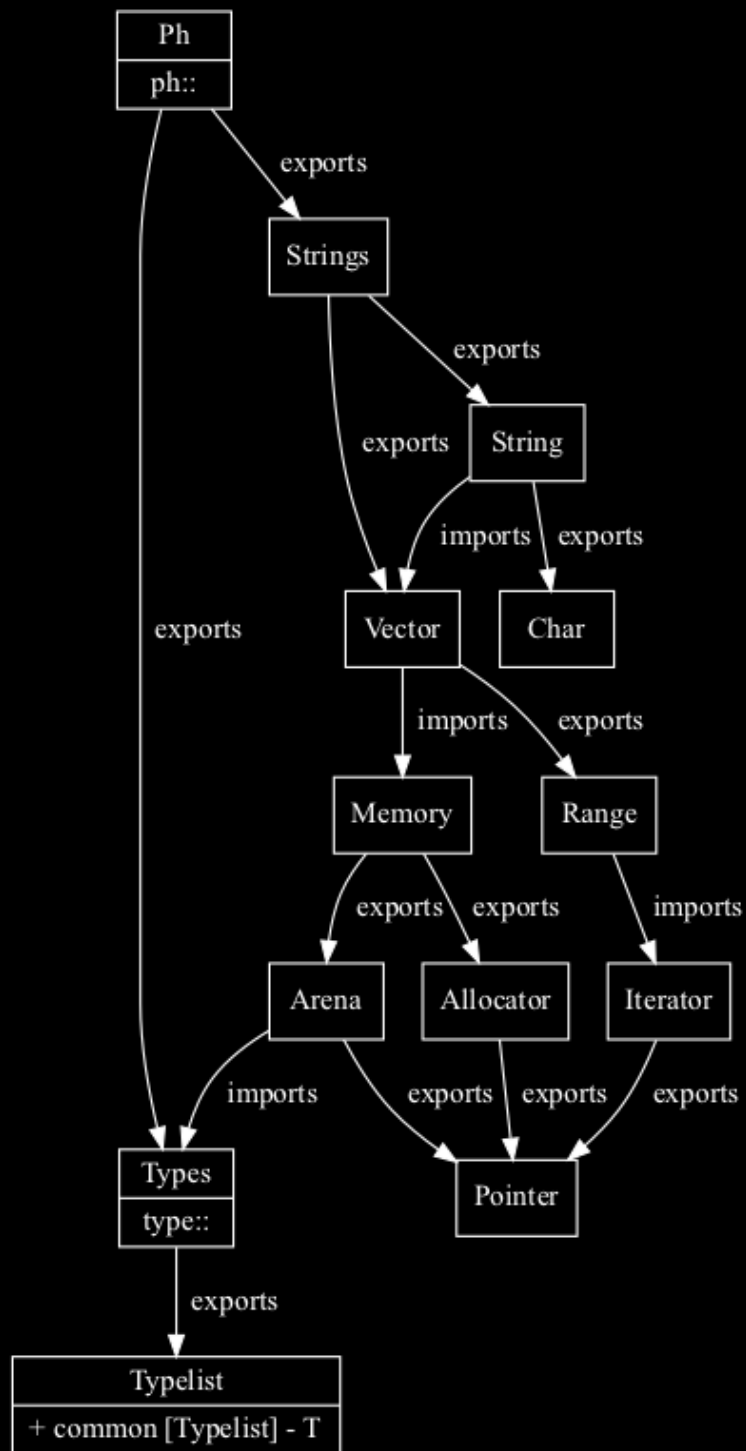 Ph
ph::
exports
Strings
exports
exports
String
imports
exports
exports
Vector
Char
imports
exports
Memory
Range
exports
exports
imports
Arena
Allocator
Iterator
imports
exports
exports
exports
Types
type::
Pointer
exports
Typelist
+ common [Typelist] - T